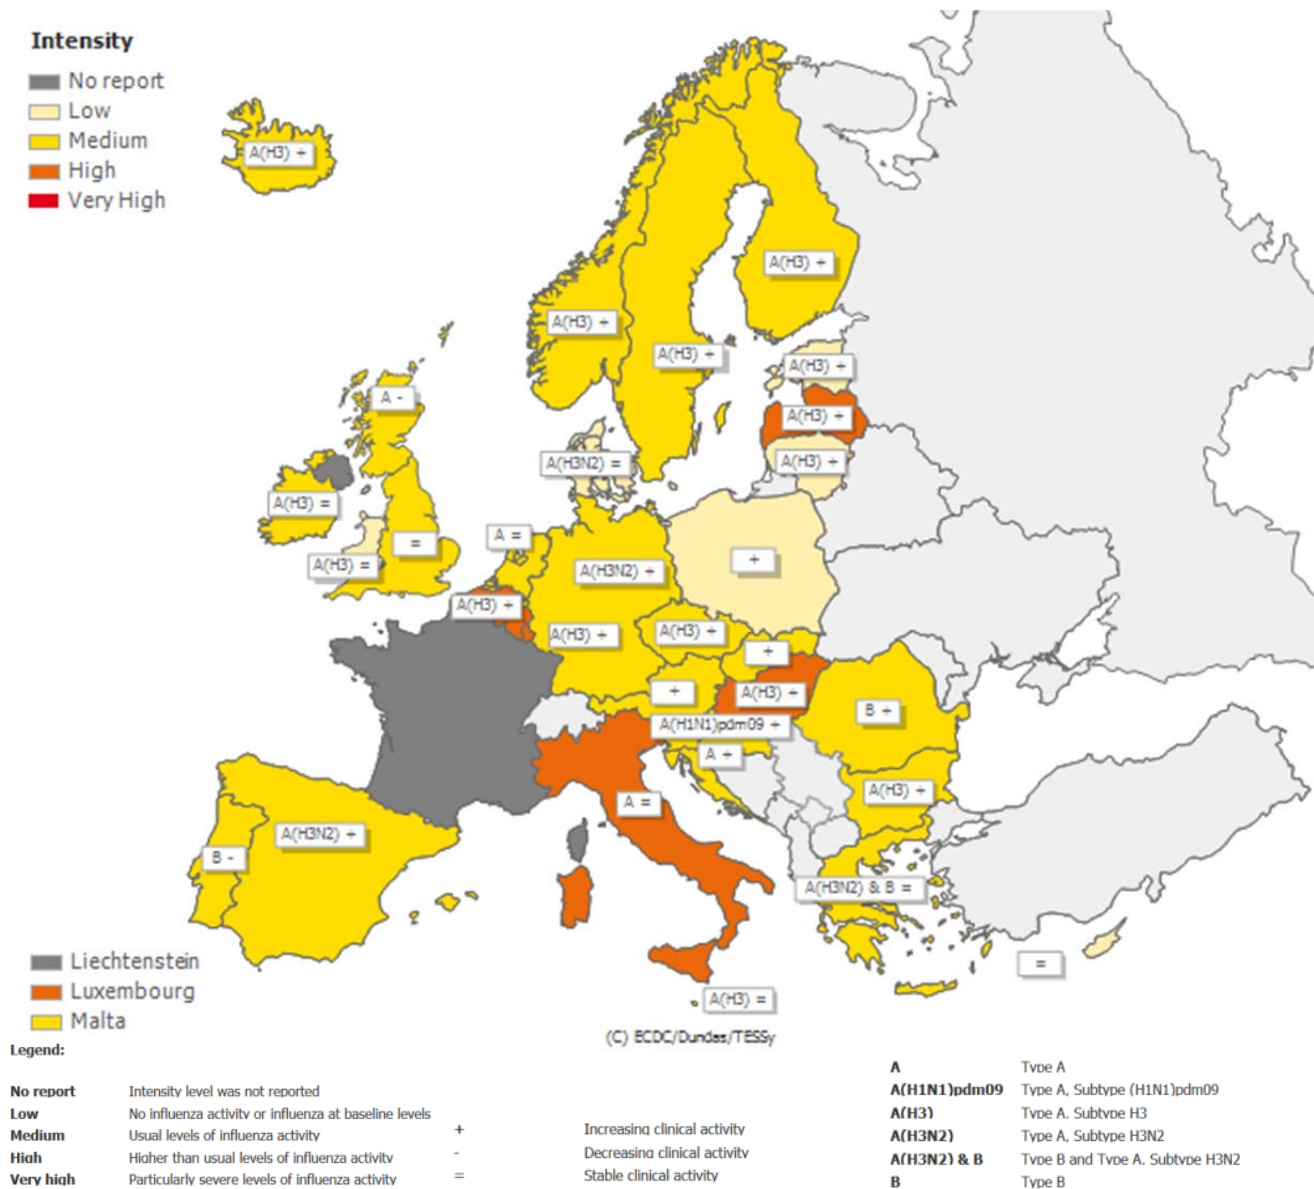 Intensity
No report
Low
Medium
High
Very High
A(H3) +
A(H3) +
A(H3) +
A(H3) +
A(H3) +
A -
A(H3) +
A(H3N2) =
A(H3) +
A(H3) =
A =
=
A(H3) =
A(H3N2) +
+
A(H3) +
A(H3) +
A(H3) +
+
+
A(H3) +
B +
A(H1N1)pdm09 +
A +
A(H3) +
A =
A(H3N2) +
B -
A(H3N2) & B =
=
Liechtenstein
Luxembourg
Malta
A(H3) =
(C) ECDC/Dundas/TESSy
Legend:
No report Intensity level was not reported
Low No influenza activity or influenza at baseline levels
Medium Usual levels of influenza activity
High Higher than usual levels of influenza activity
Very high Particularly severe levels of influenza activity
+ Increasing clinical activity
- Decreasing clinical activity
= Stable clinical activity
A Type A
A(H1N1)pdm09 Type A, Subtype (H1N1)pdm09
A(H3) Type A, Subtype H3
A(H3N2) Type A, Subtype H3N2
A(H3N2) & B Type B and Type A, Subtype H3N2
B Type B